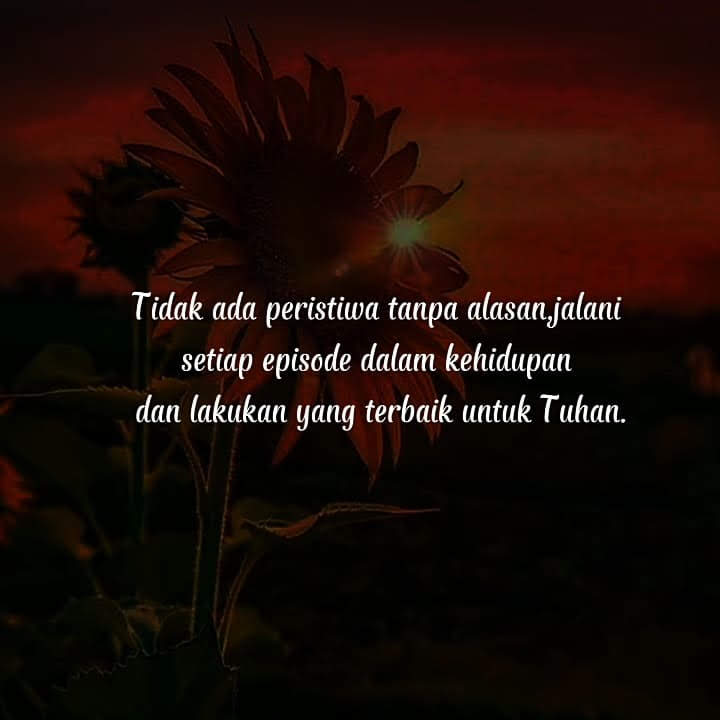 Tidak ada peristiwa tanpa alasan,jalani
setiap episode dalam kehidupan
dan lakukan yang terbaik untuk Tuhan.